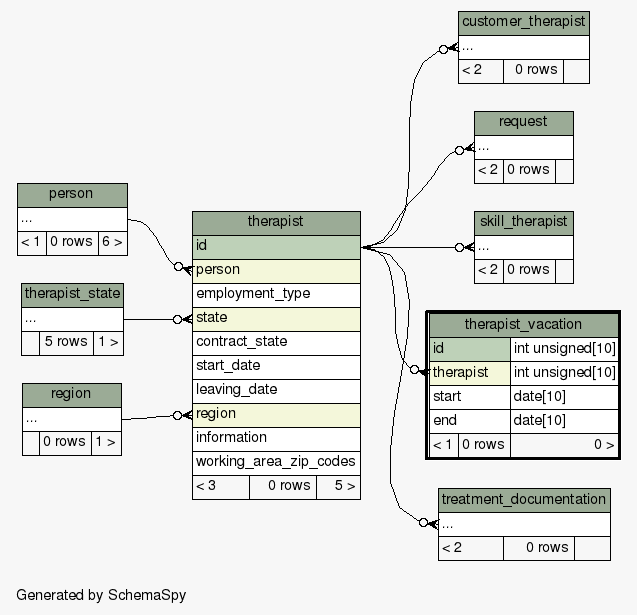 customer_therapist
...
< 2 0 rows
request
...
< 2 0 rows
person
...
< 1 0 rows 6 >
therapist
id
person
employment_type
state
contract_state
start_date
leaving_date
region
information
working_area_zip_codes
< 3 0 rows 5 >
skill_therapist
...
< 2 0 rows
therapist_state
...
5 rows 1 >
region
...
0 rows 1 >
therapist_vacation
id int unsigned[10]
therapist int unsigned[10]
start date[10]
end date[10]
< 1 0 rows 0 >
treatment_documentation
...
< 2 0 rows
Generated by SchemaSpy